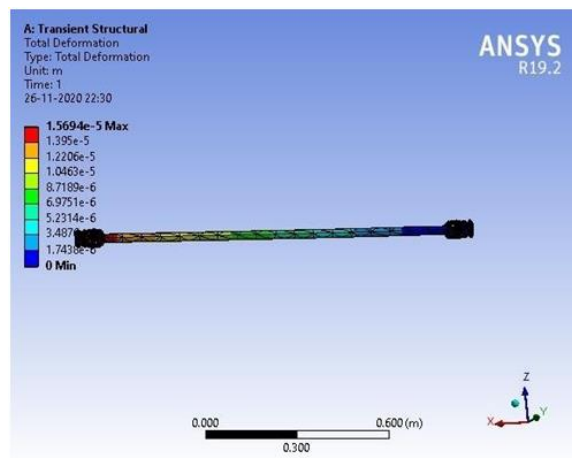 A: Transient Structural
Total Deformation
Type: Total Deformation
Unit: m
Time: 1
26-11-2020 22:30
ANSYS
R19.2
1.5694e-5 Max
1.395e-5
1.2206e-5
1.0463e-5
8.7189e-6
6.9751e-6
5.2314e-6
0 Min
Z
Y
X
0.000
0.600 (m)
0.300